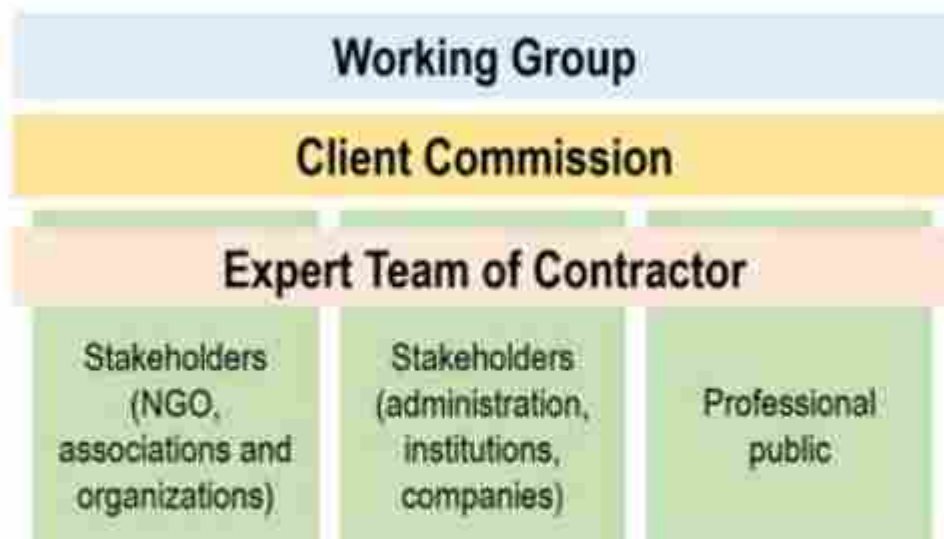 Working Group
Client Commission
Expert Team of Contractor
Stakeholders
(NGO,
associations and
organizations)
Stakeholders
(administration,
institutions,
companies)
Professional
public